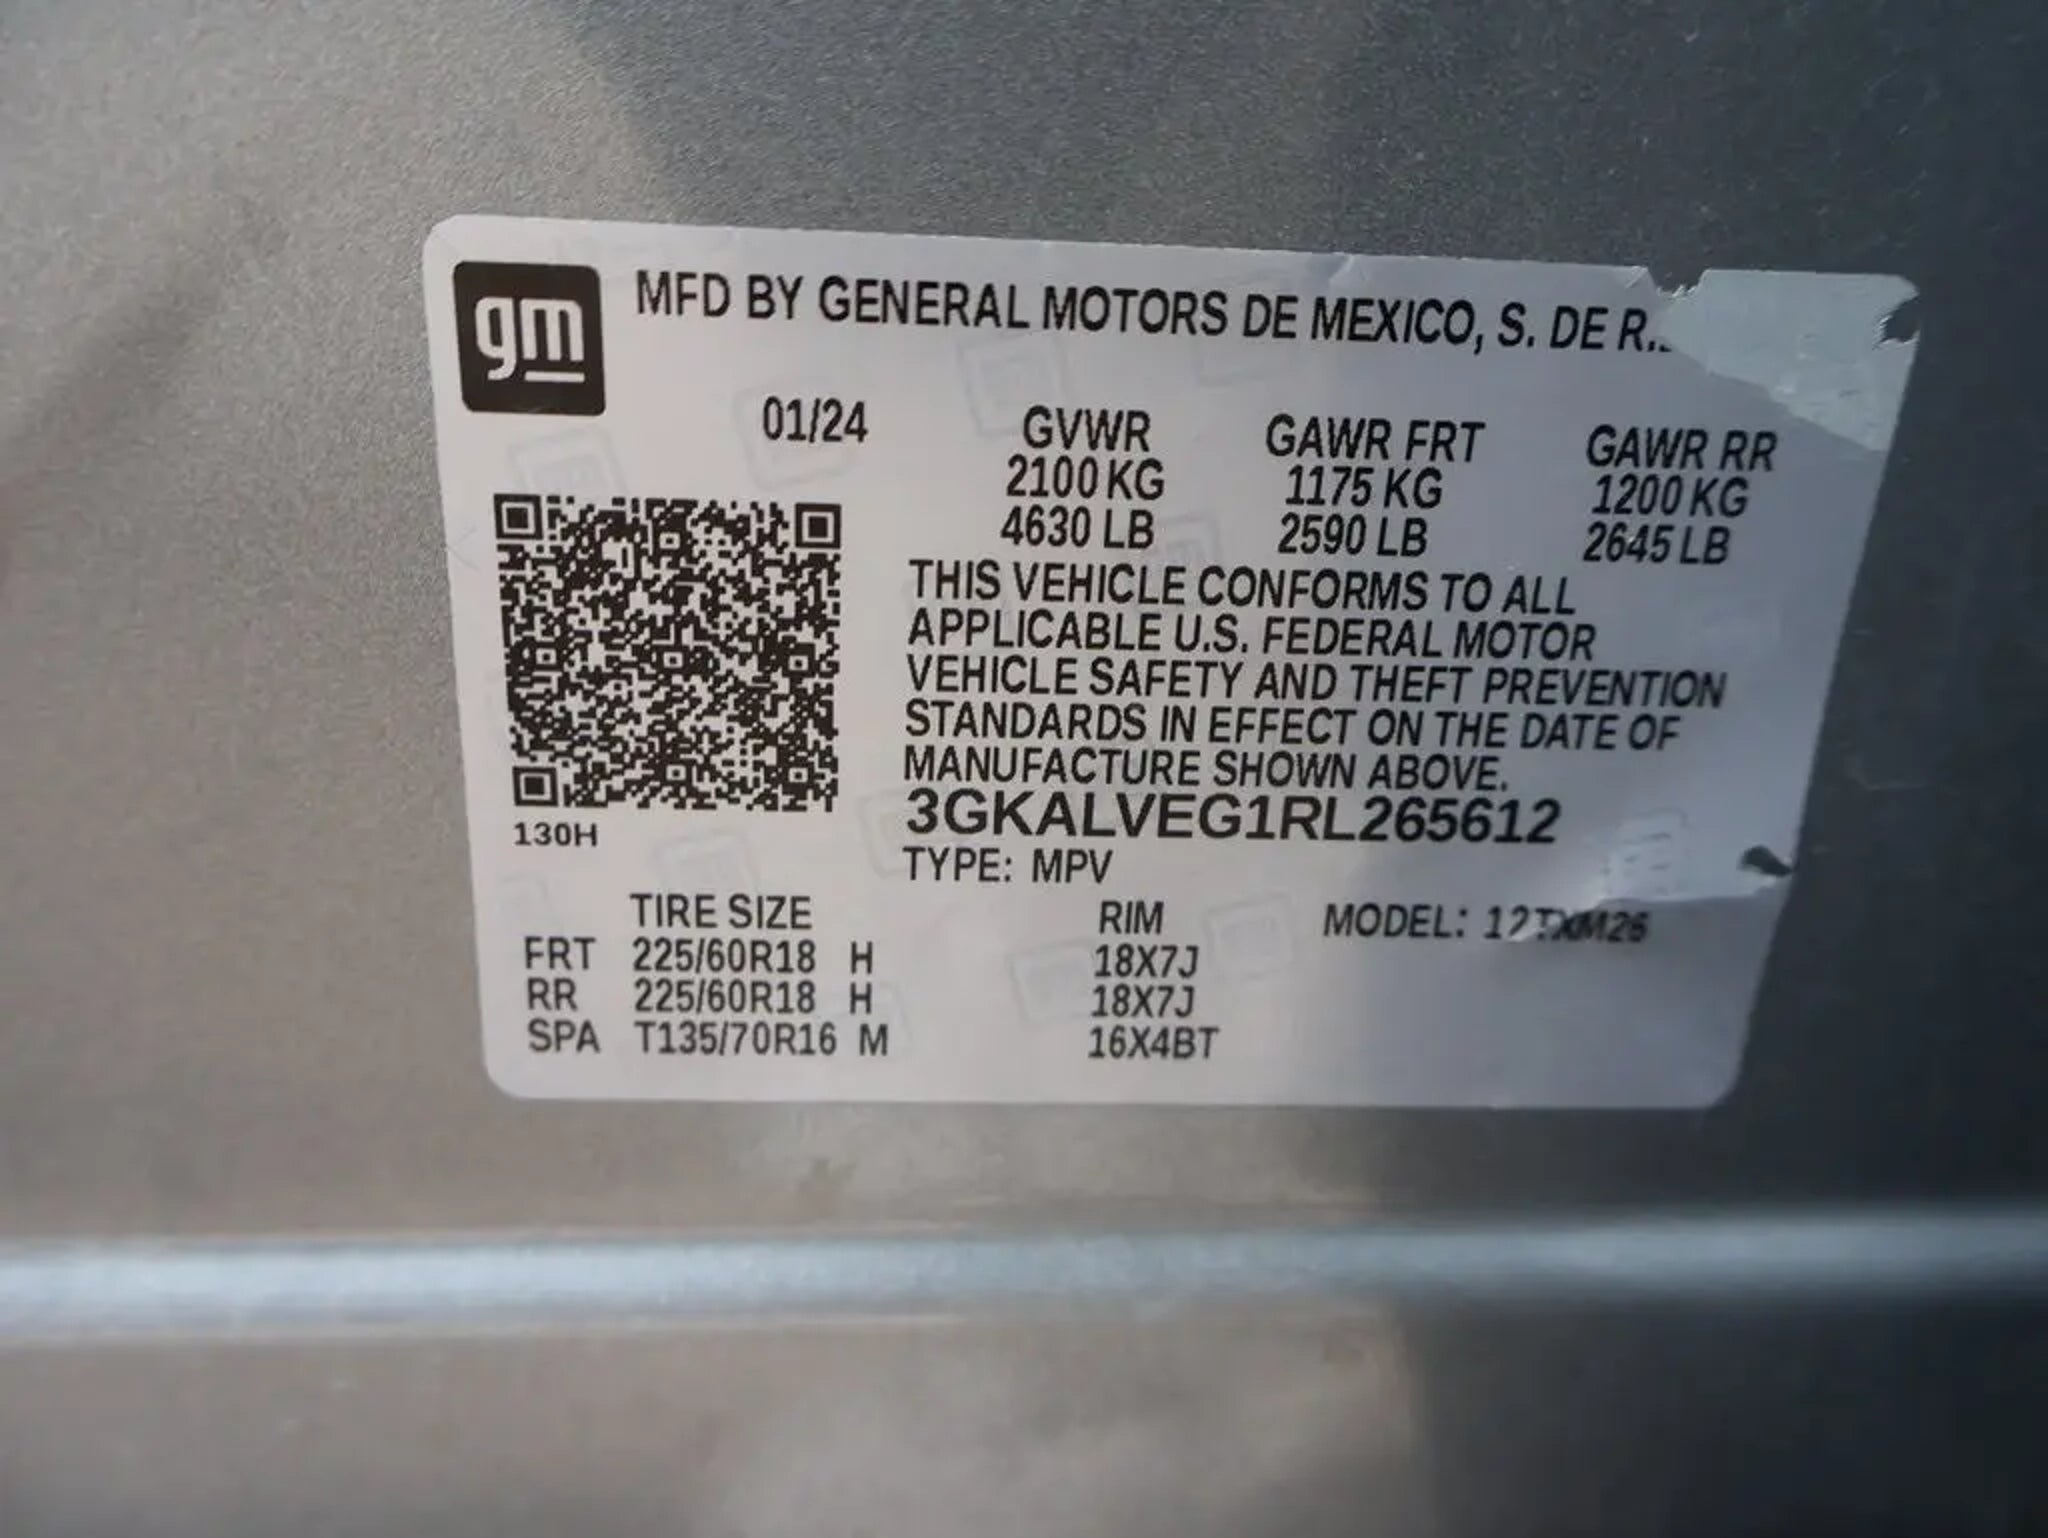 gm
MFD BY GENERAL MOTORS DE MEXICO, S. DE R.
01/24 GVWR GAWR FRT GAWR RR
2100 KG 1175 KG 1200 KG
4630 LB 2590 LB 2645 LB
THIS VEHICLE CONFORMS TO ALL
APPLICABLE U.S. FEDERAL MOTOR
VEHICLE SAFETY AND THEFT PREVENTION
STANDARDS IN EFFECT ON THE DATE OF
MANUFACTURE SHOWN ABOVE.
3GKALVEG1RL265612
130H
TYPE: MPV
TIRE SIZE RIM MODEL: 12TXM26
FRT 225/60R18 H 18X7J
RR 225/60R18 H 18X7J
SPA T135/70R16 M 16X4BT